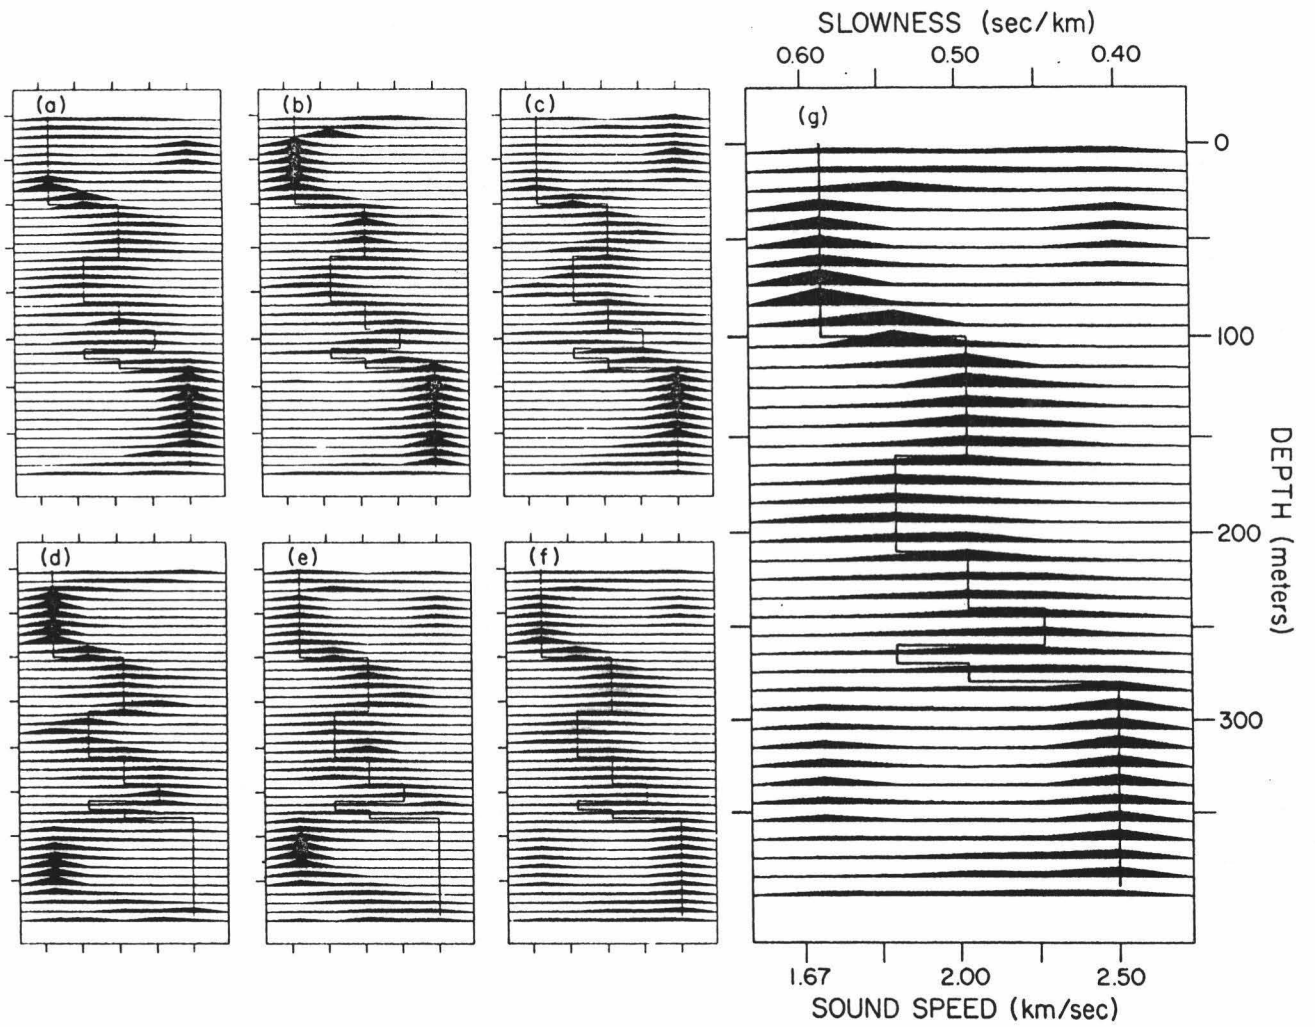 SLOWNESS (sec/km)
0.60 0.50 0.40
(a) (b) (c) (g)
0
100
(d) (e) (f)
200
DEPTH (meters)
300
1.67 2.00 2.50
SOUND SPEED (km/sec)